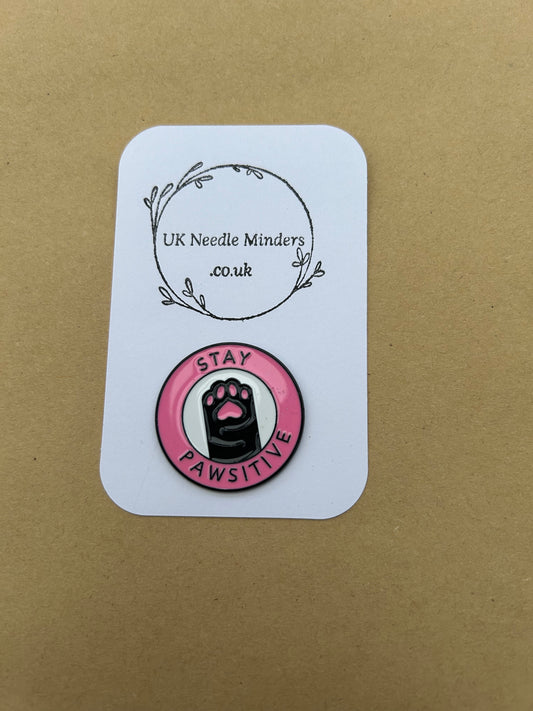 UK Needle Minders
.co.uk
STAY
PAWSITIVE